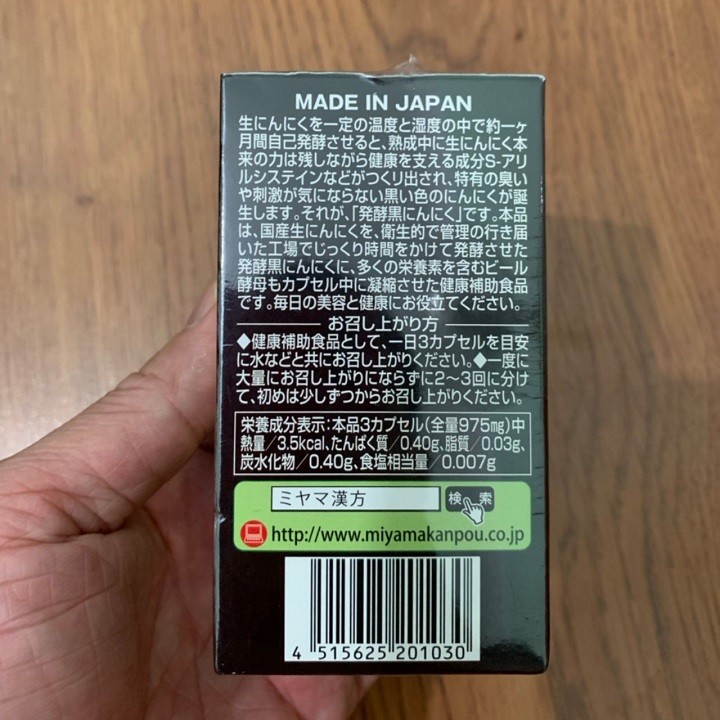 MADE IN JAPAN
生にんにくを一定の温度と湿度の中で約一ヶ
月間自己発酵させると、熟成中に生にんにく本
来の力は残しながら健康を支える成分S-アリ
ルシステインなどがつくり出され、特有の臭い
や刺激が気にならない黒い色のにんにくが誕
生します。それが、「発酵黒にんにく」です。本品
は、国産生にんにくを、衛生的で管理の行き届
いた工場でじっくり時間をかけて発酵させた
発酵黒にんにくに、多くの栄養素を含むビール
酵母もカプセル中に凝縮させた健康補助食品
です。毎日の美容と健康にお役立てください。
お召し上がり方
◆健康補助食品として、一日3カプセルを目安
に水などと共にお召し上がりください。◆一度に
大量にお召し上がりにならずに2〜3回に分け
て、初めは少しずつからお召し上がりください。
栄養成分表示：本品3カプセル(全量975mg)中
熱量／3.5kcal、たんぱく質／0.40g、脂質／0.03g、
炭水化物／0.40g、食塩相当量／0.007g
ミヤマ漢方 検索
http://www.miyamakanpou.co.jp
4 515625 201030